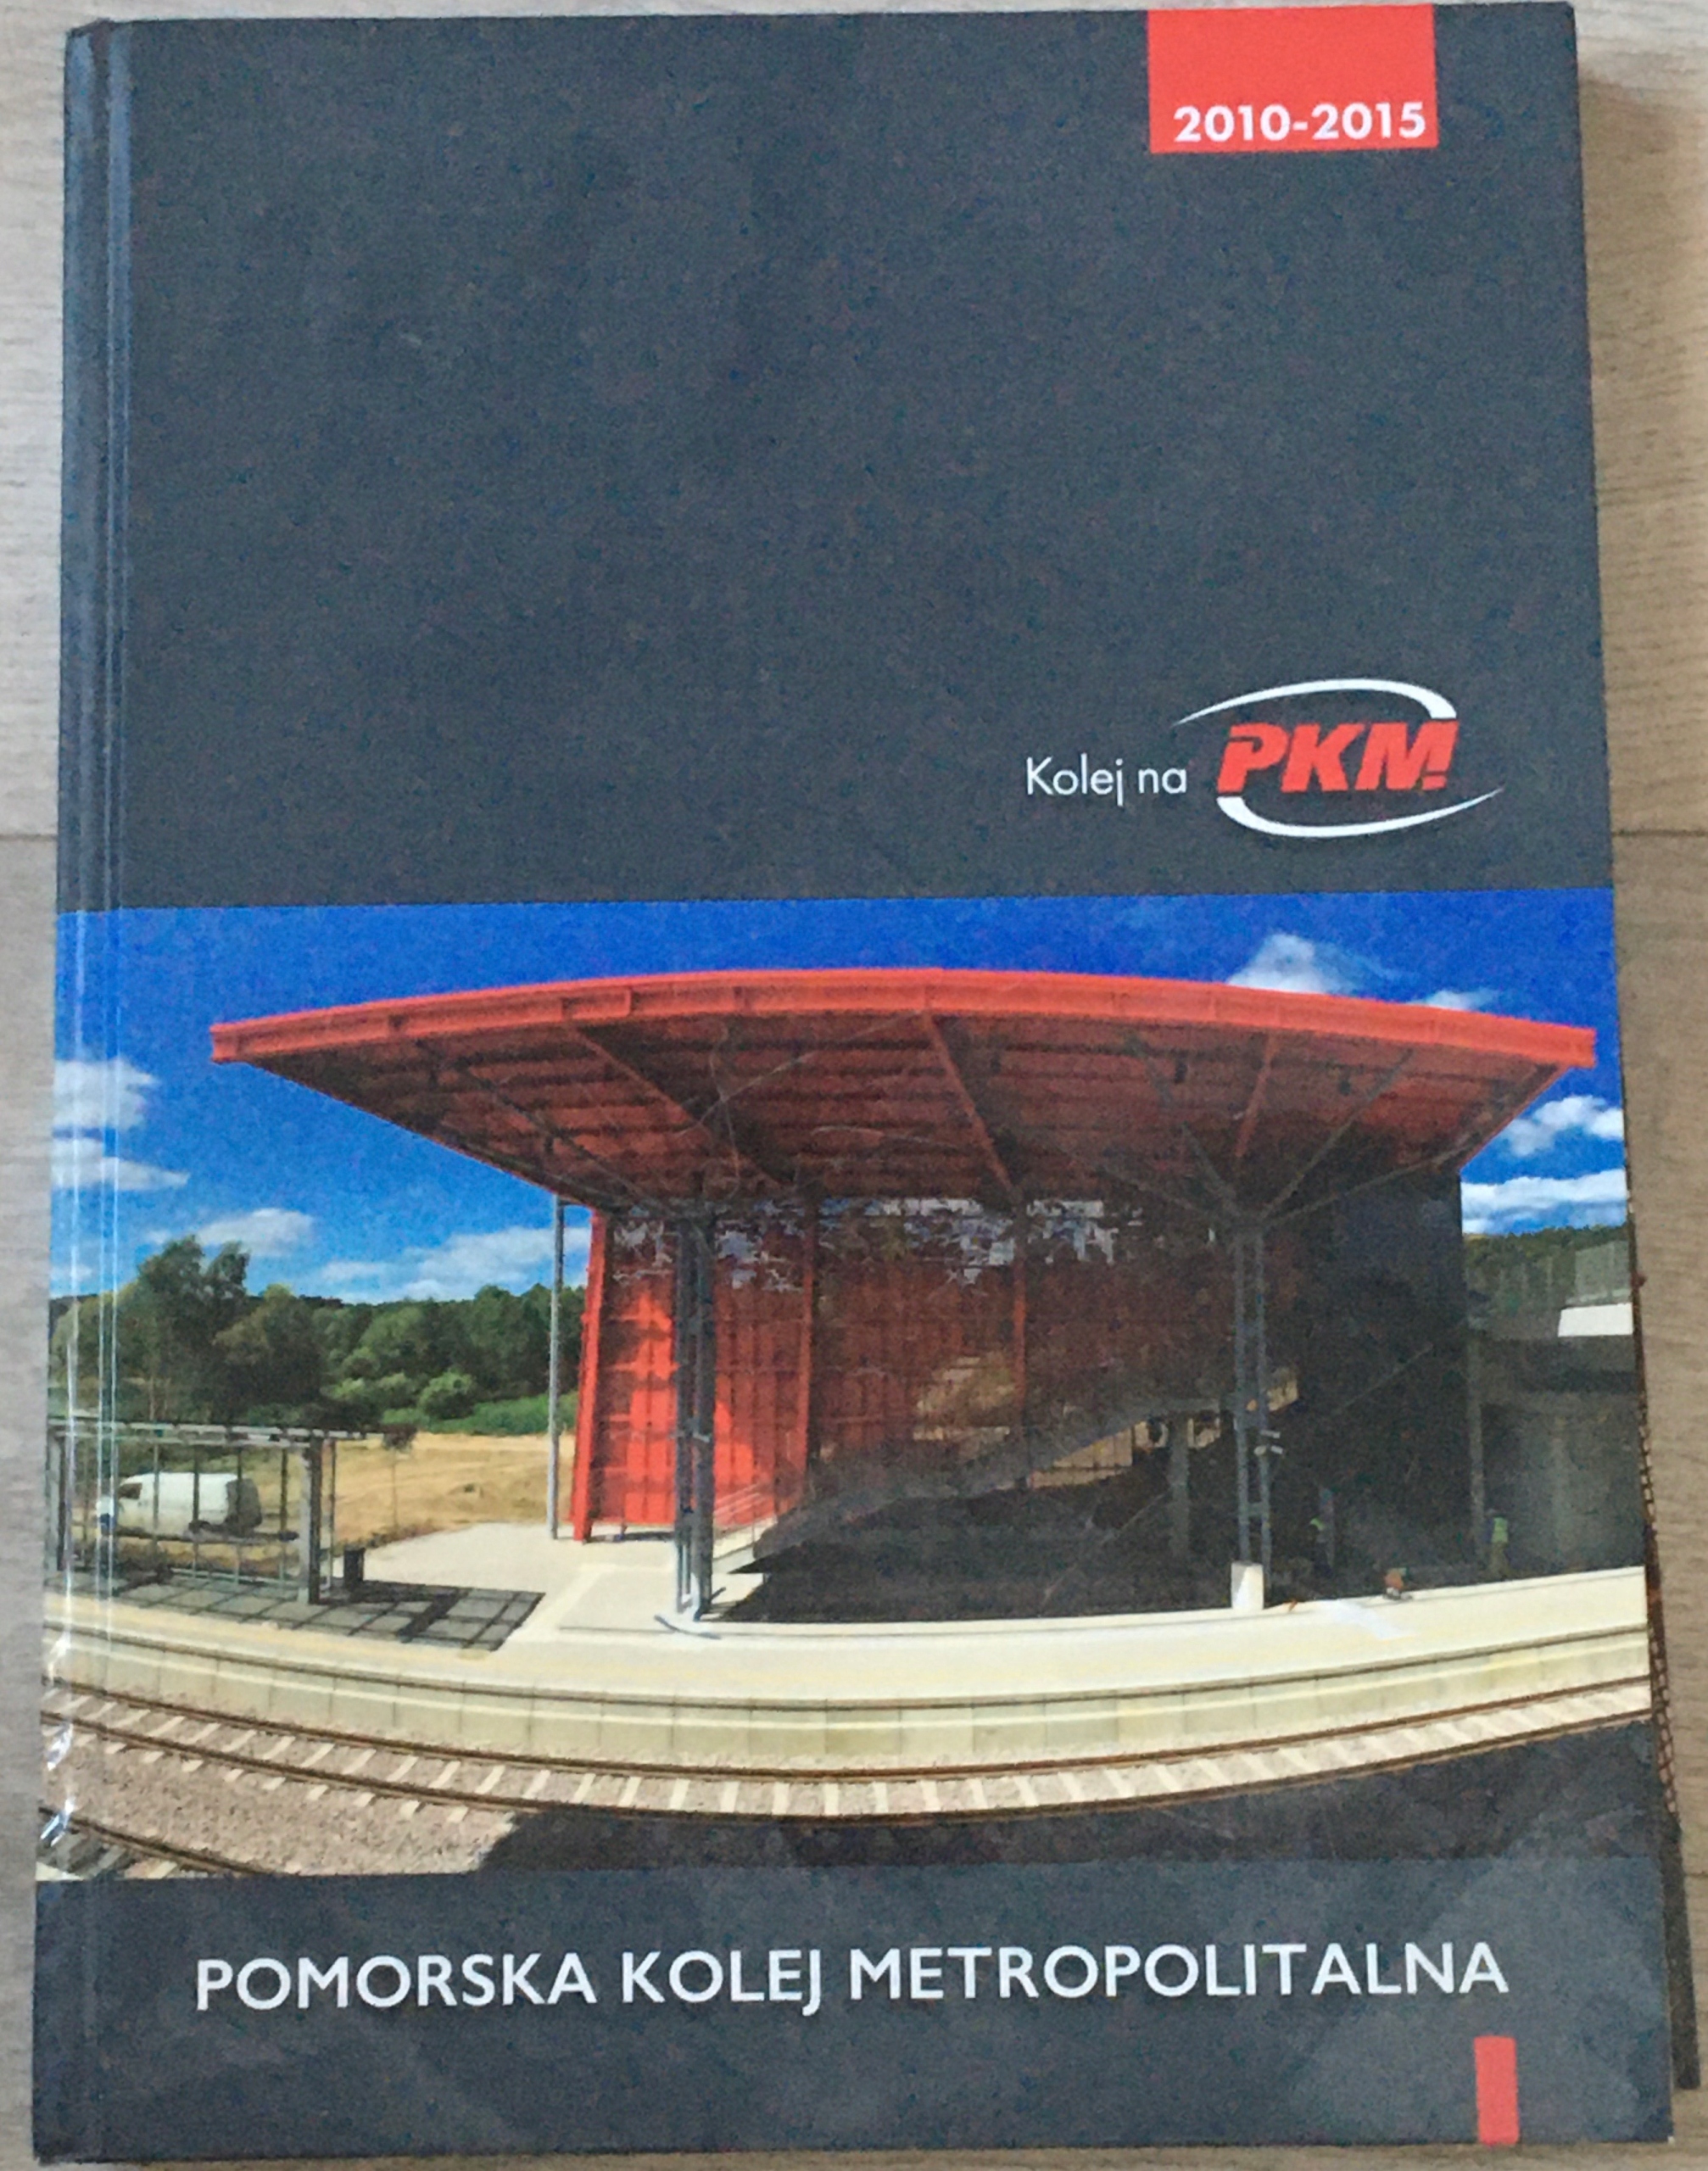 2010-2015
Kolej na PKM!
POMORSKA KOLEJ METROPOLITALNA